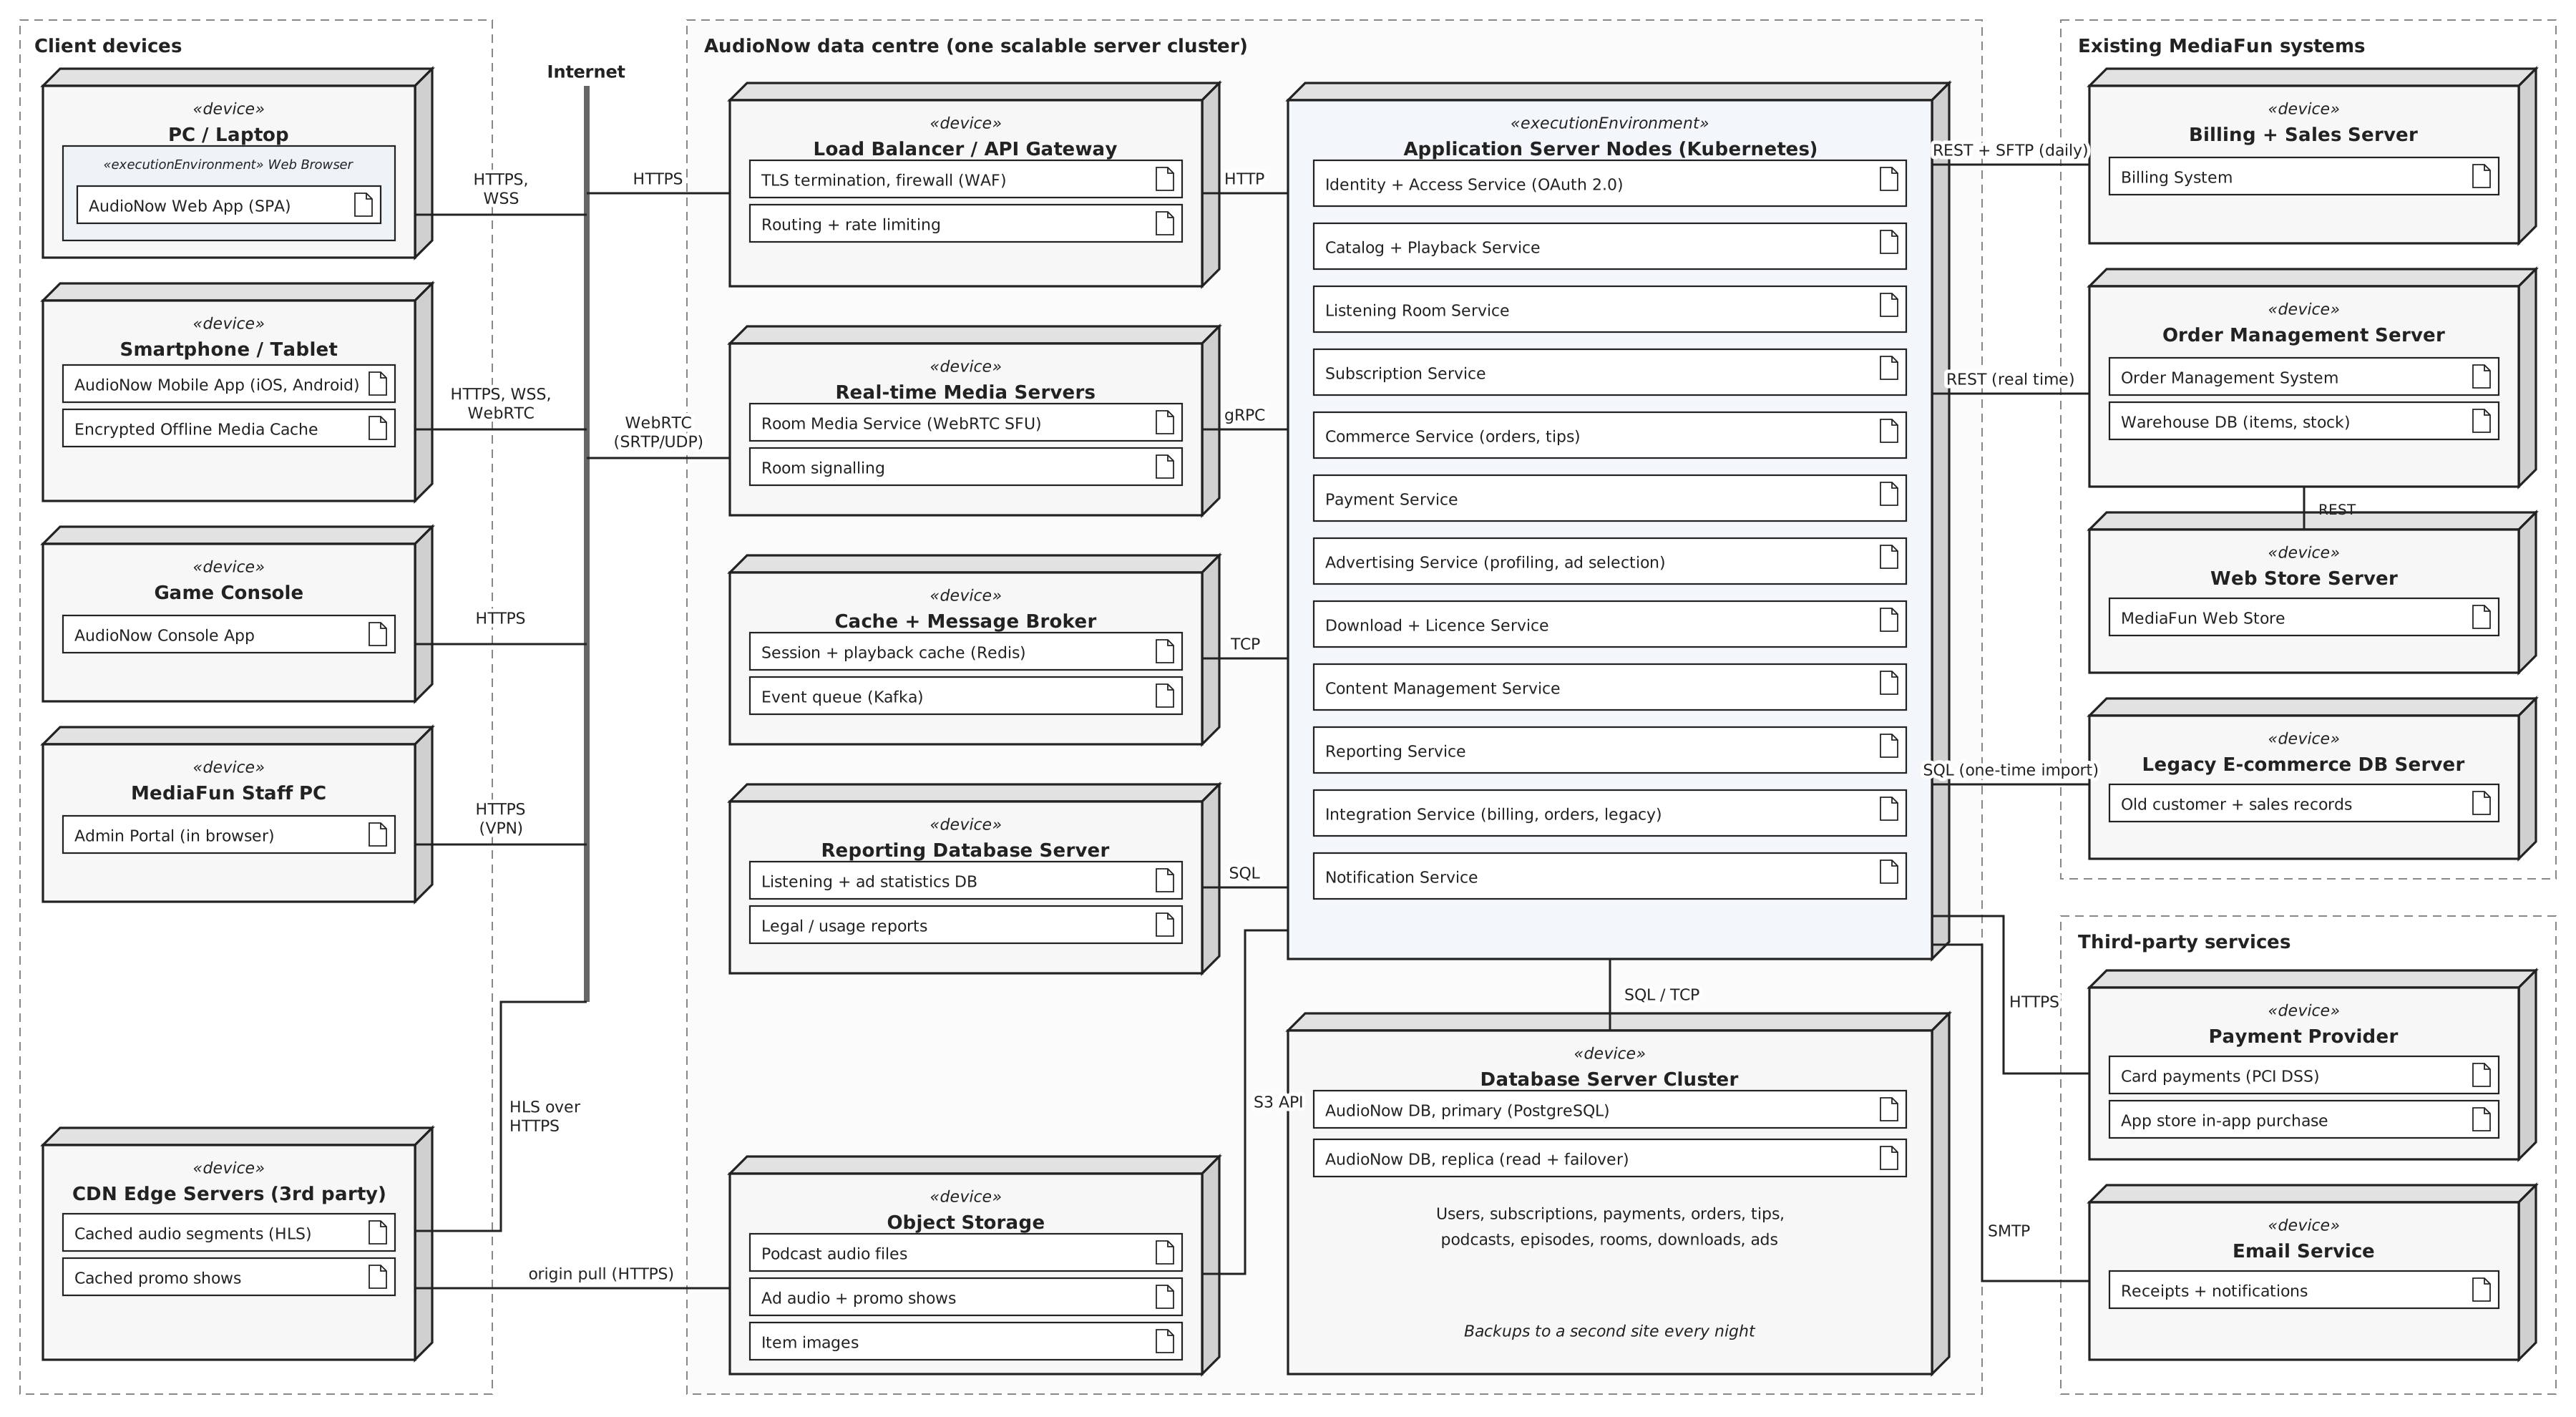 Client devices
«device»
PC / Laptop
«executionEnvironment» Web Browser
AudioNow Web App (SPA)
«device»
Smartphone / Tablet
AudioNow Mobile App (iOS, Android)
Encrypted Offline Media Cache
«device»
Game Console
AudioNow Console App
«device»
MediaFun Staff PC
Admin Portal (in browser)
«device»
CDN Edge Servers (3rd party)
Cached audio segments (HLS)
Cached promo shows
Internet
HTTPS,
WSS
HTTPS, WSS,
WebRTC
HTTPS
HTTPS
(VPN)
HLS over
HTTPS
origin pull (HTTPS)
HTTPS
WebRTC
(SRTP/UDP)
AudioNow data centre (one scalable server cluster)
«device»
Load Balancer / API Gateway
TLS termination, firewall (WAF)
Routing + rate limiting
«device»
Real-time Media Servers
Room Media Service (WebRTC SFU)
Room signalling
«device»
Cache + Message Broker
Session + playback cache (Redis)
Event queue (Kafka)
«device»
Reporting Database Server
Listening + ad statistics DB
Legal / usage reports
«device»
Object Storage
Podcast audio files
Ad audio + promo shows
Item images
HTTP
gRPC
TCP
SQL
S3 API
«executionEnvironment»
Application Server Nodes (Kubernetes)
Identity + Access Service (OAuth 2.0)
Catalog + Playback Service
Listening Room Service
Subscription Service
Commerce Service (orders, tips)
Payment Service
Advertising Service (profiling, ad selection)
Download + Licence Service
Content Management Service
Reporting Service
Integration Service (billing, orders, legacy)
Notification Service
SQL / TCP
«device»
Database Server Cluster
AudioNow DB, primary (PostgreSQL)
AudioNow DB, replica (read + failover)
Users, subscriptions, payments, orders, tips,
podcasts, episodes, rooms, downloads, ads
Backups to a second site every night
REST + SFTP (daily)
REST (real time)
SQL (one-time import)
HTTPS
SMTP
Existing MediaFun systems
«device»
Billing + Sales Server
Billing System
«device»
Order Management Server
Order Management System
Warehouse DB (items, stock)
REST
«device»
Web Store Server
MediaFun Web Store
«device»
Legacy E-commerce DB Server
Old customer + sales records
Third-party services
«device»
Payment Provider
Card payments (PCI DSS)
App store in-app purchase
«device»
Email Service
Receipts + notifications